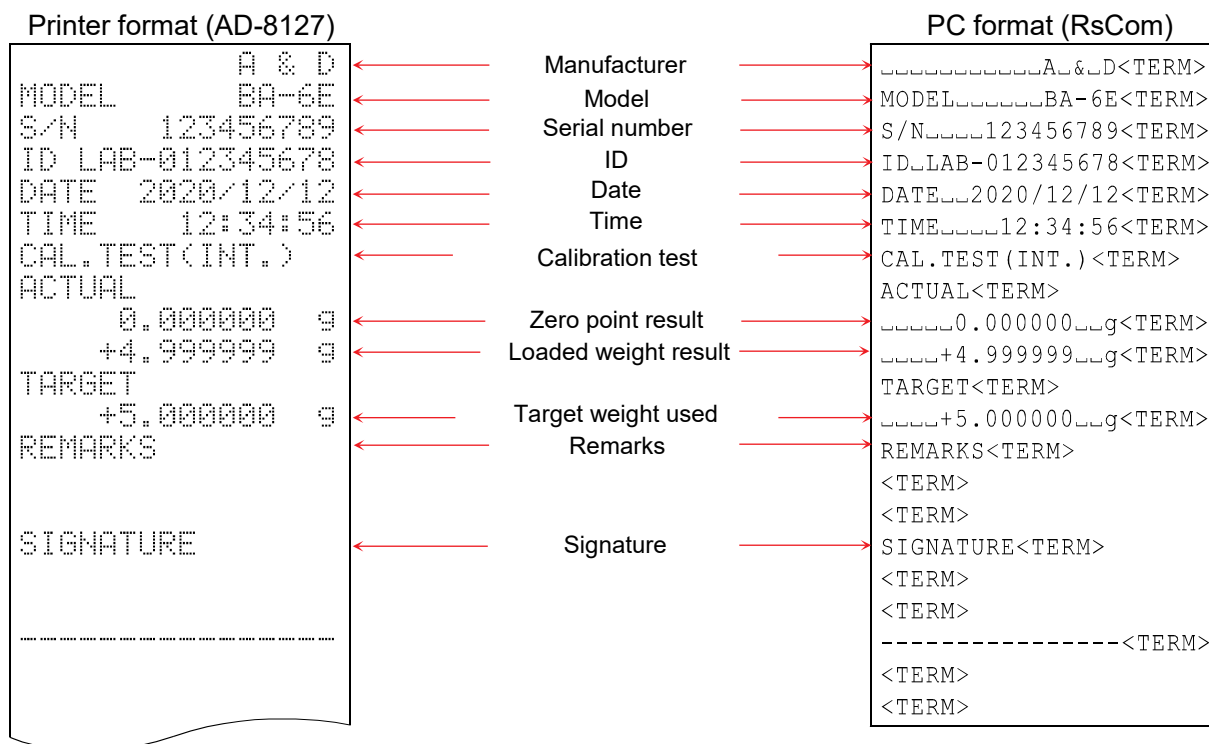 Printer format (AD-8127)
A & D
MODEL      BA-6E
S/N    123456789
ID LAB-012345678
DATE  2020/12/12
TIME    12:34:56
CAL.TEST(INT.)
ACTUAL
     0.000000  g
    +4.999999  g
TARGET
    +5.000000  g
REMARKS
SIGNATURE
----------------
Manufacturer
Model
Serial number
ID
Date
Time
Calibration test
Zero point result
Loaded weight result
Target weight used
Remarks
Signature
PC format (RsCom)
␣␣␣␣␣␣␣␣␣␣␣A␣&␣D<TERM>
MODEL␣␣␣␣␣␣BA-6E<TERM>
S/N␣␣␣␣123456789<TERM>
ID␣LAB-012345678<TERM>
DATE␣␣2020/12/12<TERM>
TIME␣␣␣␣12:34:56<TERM>
CAL.TEST(INT.)<TERM>
ACTUAL<TERM>
␣␣␣␣␣0.000000␣␣g<TERM>
␣␣␣␣+4.999999␣␣g<TERM>
TARGET<TERM>
␣␣␣␣+5.000000␣␣g<TERM>
REMARKS<TERM>
<TERM>
<TERM>
SIGNATURE<TERM>
<TERM>
<TERM>
----------------<TERM>
<TERM>
<TERM>